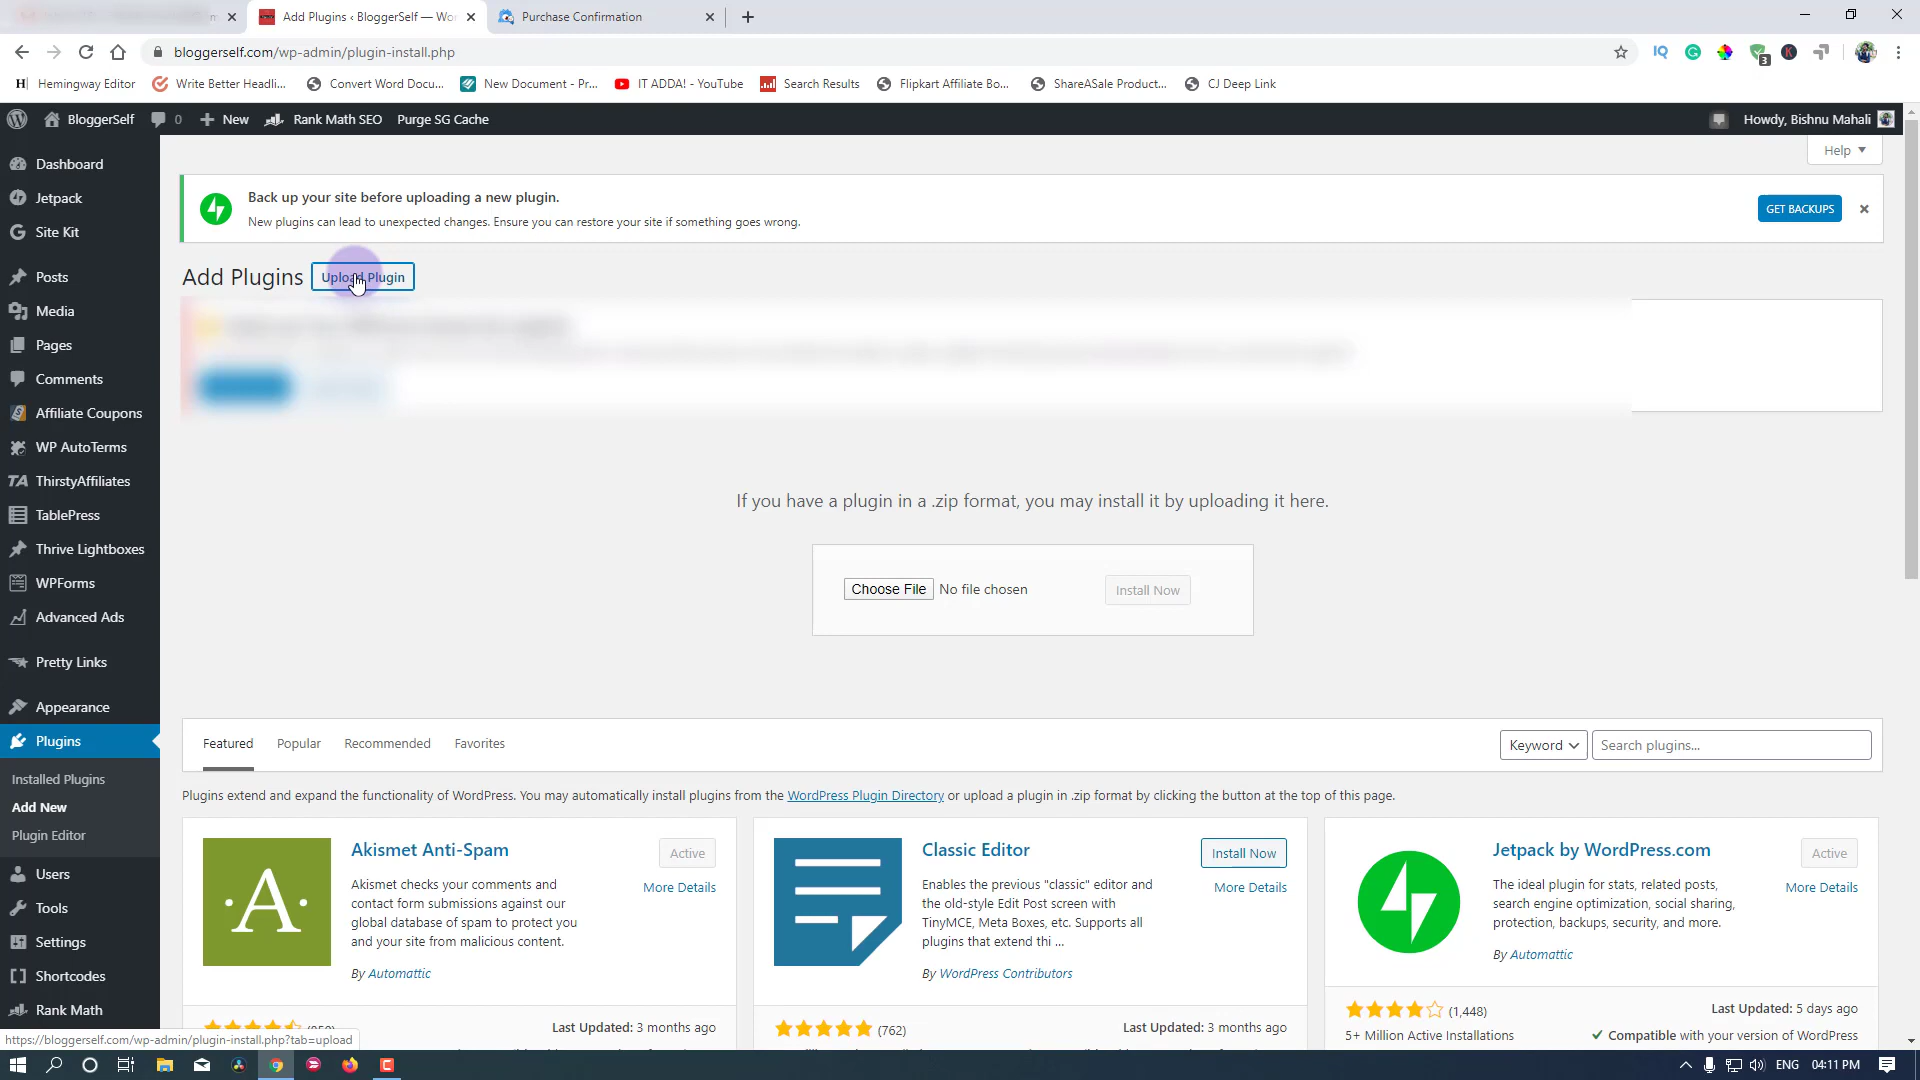 Add Plugins ‹ BloggerSelf — Wo
Purchase Confirmation
bloggerself.com/wp-admin/plugin-install.php
Hemingway Editor
Write Better Headli...
Convert Word Docu...
New Document - Pr...
IT ADDA! - YouTube
Search Results
Flipkart Affiliate Bo...
ShareASale Product...
CJ Deep Link
BloggerSelf
0
New
Rank Math SEO
Purge SG Cache
Howdy, Bishnu Mahali
Help
Dashboard
Jetpack
Site Kit
Posts
Media
Pages
Comments
Affiliate Coupons
WP AutoTerms
ThirstyAffiliates
TablePress
Thrive Lightboxes
WPForms
Advanced Ads
Pretty Links
Appearance
Plugins
Installed Plugins
Add New
Plugin Editor
Users
Tools
Settings
Shortcodes
Rank Math
Back up your site before uploading a new plugin.
New plugins can lead to unexpected changes. Ensure you can restore your site if something goes wrong.
GET BACKUPS
Add Plugins
Upload Plugin
If you have a plugin in a .zip format, you may install it by uploading it here.
Choose File No file chosen
Install Now
Featured
Popular
Recommended
Favorites
Keyword
Search plugins...
Plugins extend and expand the functionality of WordPress. You may automatically install plugins from the WordPress Plugin Directory or upload a plugin in .zip format by clicking the button at the top of this page.
Akismet Anti-Spam
Active
More Details
Akismet checks your comments and
contact form submissions against our
global database of spam to protect you
and your site from malicious content.
By Automattic
Last Updated: 3 months ago
Classic Editor
Install Now
More Details
Enables the previous "classic" editor and
the old-style Edit Post screen with
TinyMCE, Meta Boxes, etc. Supports all
plugins that extend thi ...
By WordPress Contributors
(762)
Last Updated: 3 months ago
Jetpack by WordPress.com
Active
More Details
The ideal plugin for stats, related posts,
search engine optimization, social sharing,
protection, backups, security, and more.
By Automattic
(1,448)
Last Updated: 5 days ago
5+ Million Active Installations
Compatible with your version of WordPress
https://bloggerself.com/wp-admin/plugin-install.php?tab=upload
ENG
04:11 PM